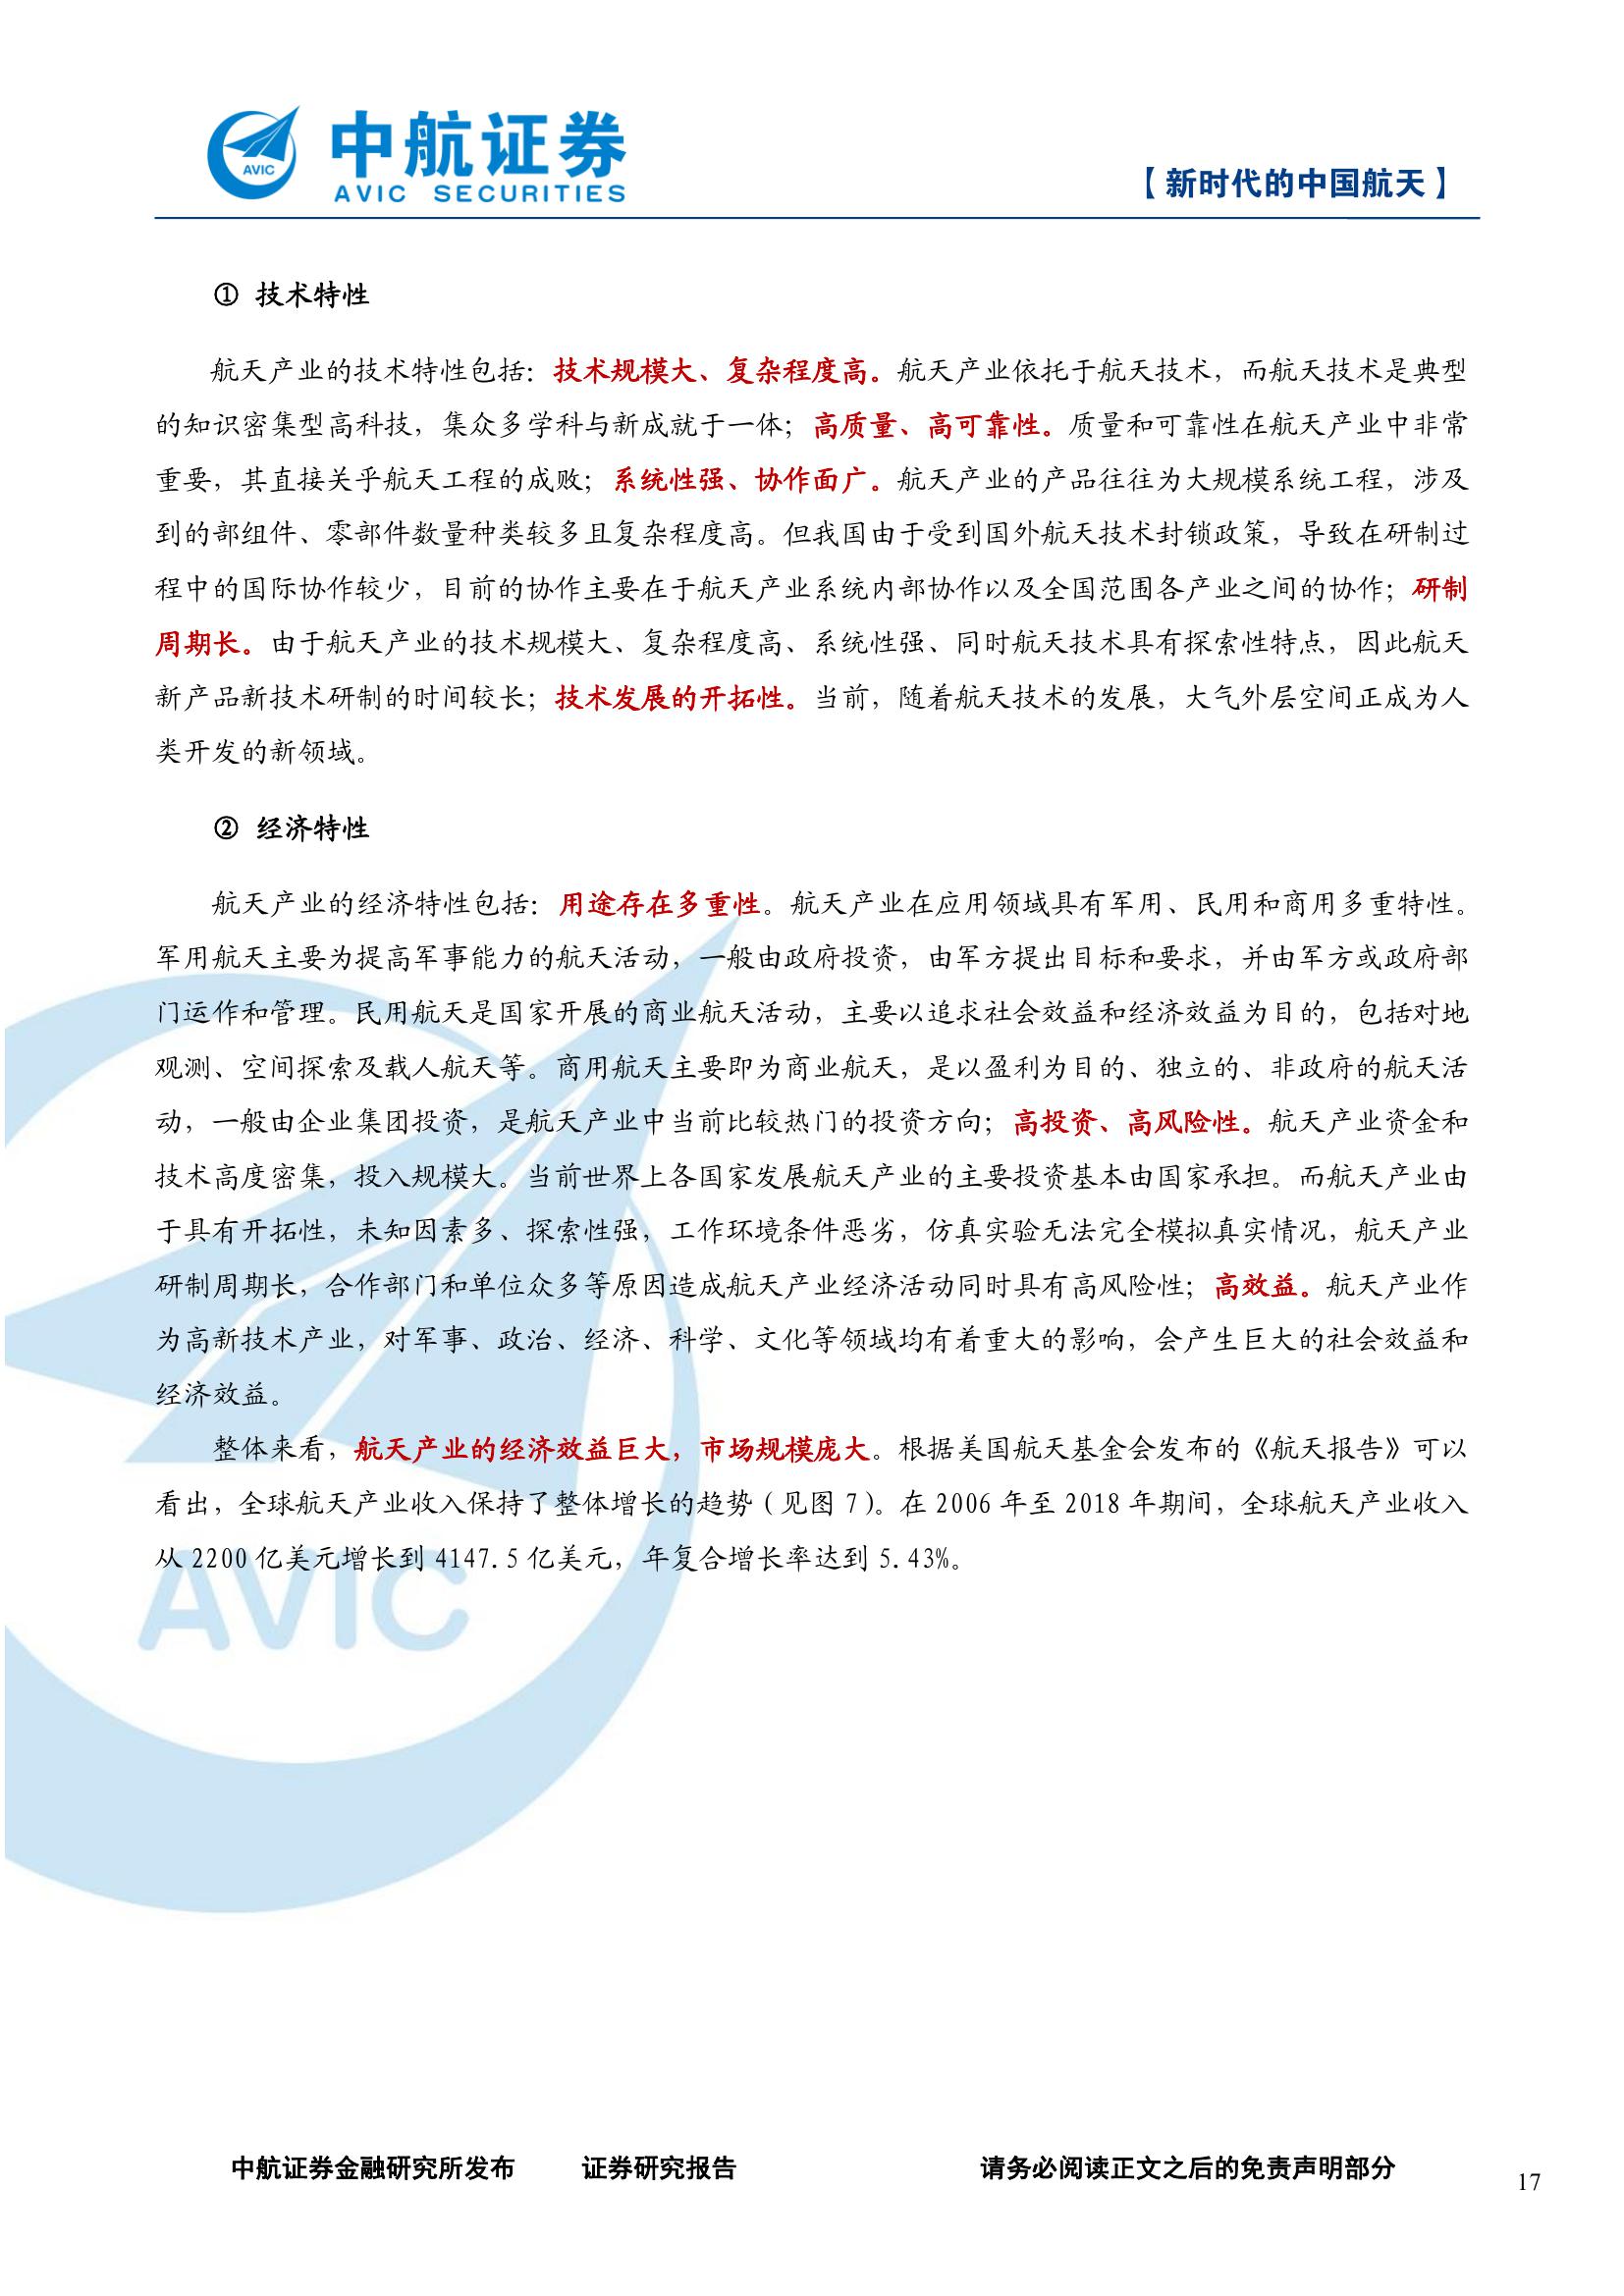 AVIC
中航证券
AVIC SECURITIES
【新时代的中国航天】
① 技术特性
航天产业的技术特性包括：技术规模大、复杂程度高。航天产业依托于航天技术，而航天技术是典型
的知识密集型高科技，集众多学科与新成就于一体；高质量、高可靠性。质量和可靠性在航天产业中非常
重要，其直接关乎航天工程的成败；系统性强、协作面广。航天产业的产品往往为大规模系统工程，涉及
到的部组件、零部件数量种类较多且复杂程度高。但我国由于受到国外航天技术封锁政策，导致在研制过
程中的国际协作较少，目前的协作主要在于航天产业系统内部协作以及全国范围各产业之间的协作；研制
周期长。由于航天产业的技术规模大、复杂程度高、系统性强、同时航天技术具有探索性特点，因此航天
新产品新技术研制的时间较长；技术发展的开拓性。当前，随着航天技术的发展，大气外层空间正成为人
类开发的新领域。
② 经济特性
航天产业的经济特性包括：用途存在多重性。航天产业在应用领域具有军用、民用和商用多重特性。
军用航天主要为提高军事能力的航天活动，一般由政府投资，由军方提出目标和要求，并由军方或政府部
门运作和管理。民用航天是国家开展的商业航天活动，主要以追求社会效益和经济效益为目的，包括对地
观测、空间探索及载人航天等。商用航天主要即为商业航天，是以盈利为目的、独立的、非政府的航天活
动，一般由企业集团投资，是航天产业中当前比较热门的投资方向；高投资、高风险性。航天产业资金和
技术高度密集，投入规模大。当前世界上各国家发展航天产业的主要投资基本由国家承担。而航天产业由
于具有开拓性，未知因素多、探索性强，工作环境条件恶劣，仿真实验无法完全模拟真实情况，航天产业
研制周期长，合作部门和单位众多等原因造成航天产业经济活动同时具有高风险性；高效益。航天产业作
为高新技术产业，对军事、政治、经济、科学、文化等领域均有着重大的影响，会产生巨大的社会效益和
经济效益。
整体来看，航天产业的经济效益巨大，市场规模庞大。根据美国航天基金会发布的《航天报告》可以
看出，全球航天产业收入保持了整体增长的趋势（见图 7）。在 2006 年至 2018 年期间，全球航天产业收入
从 2200 亿美元增长到 4147.5 亿美元，年复合增长率达到 5.43%。
AVIC
中航证券金融研究所发布 证券研究报告 请务必阅读正文之后的免责声明部分
17